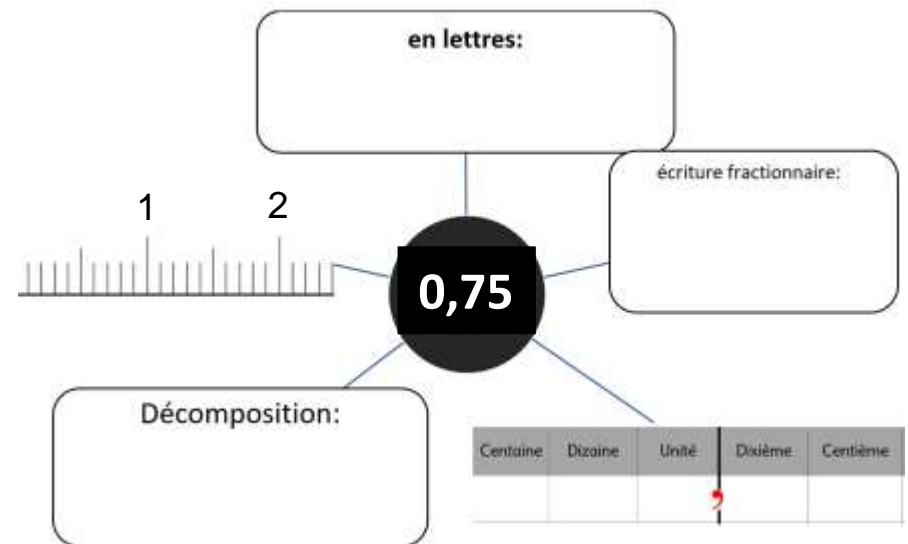 en lettres:
écriture fractionnaire:
1 2
0,75
Décomposition:
Centaine Dizaine Unité Dixième Centième
,